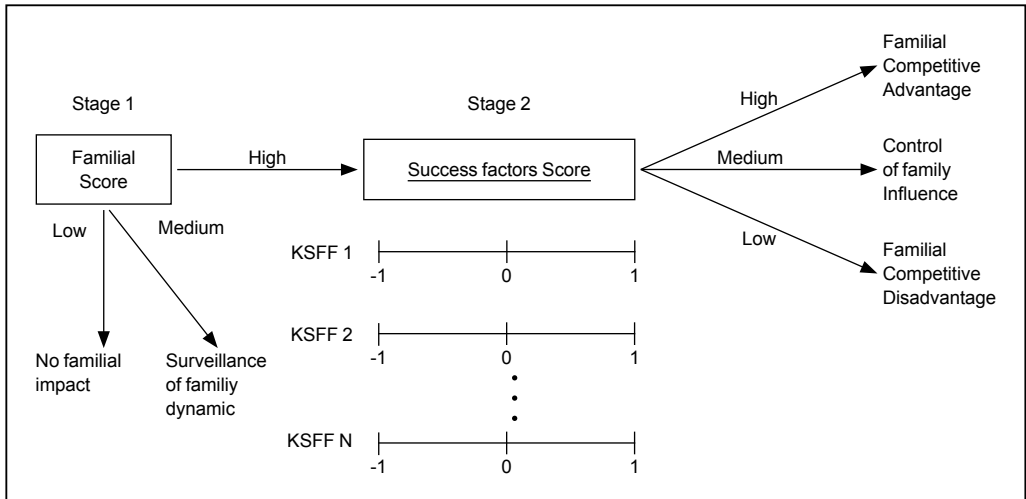 Stage 1
Familial
Score
Low
Medium
No familial
impact
Surveillance
of familiy
dynamic
High
Stage 2
Success factors Score
KSFF 1
-1 0 1
KSFF 2
-1 0 1
KSFF N
-1 0 1
High
Medium
Low
Familial
Competitive
Advantage
Control
of family
Influence
Familial
Competitive
Disadvantage